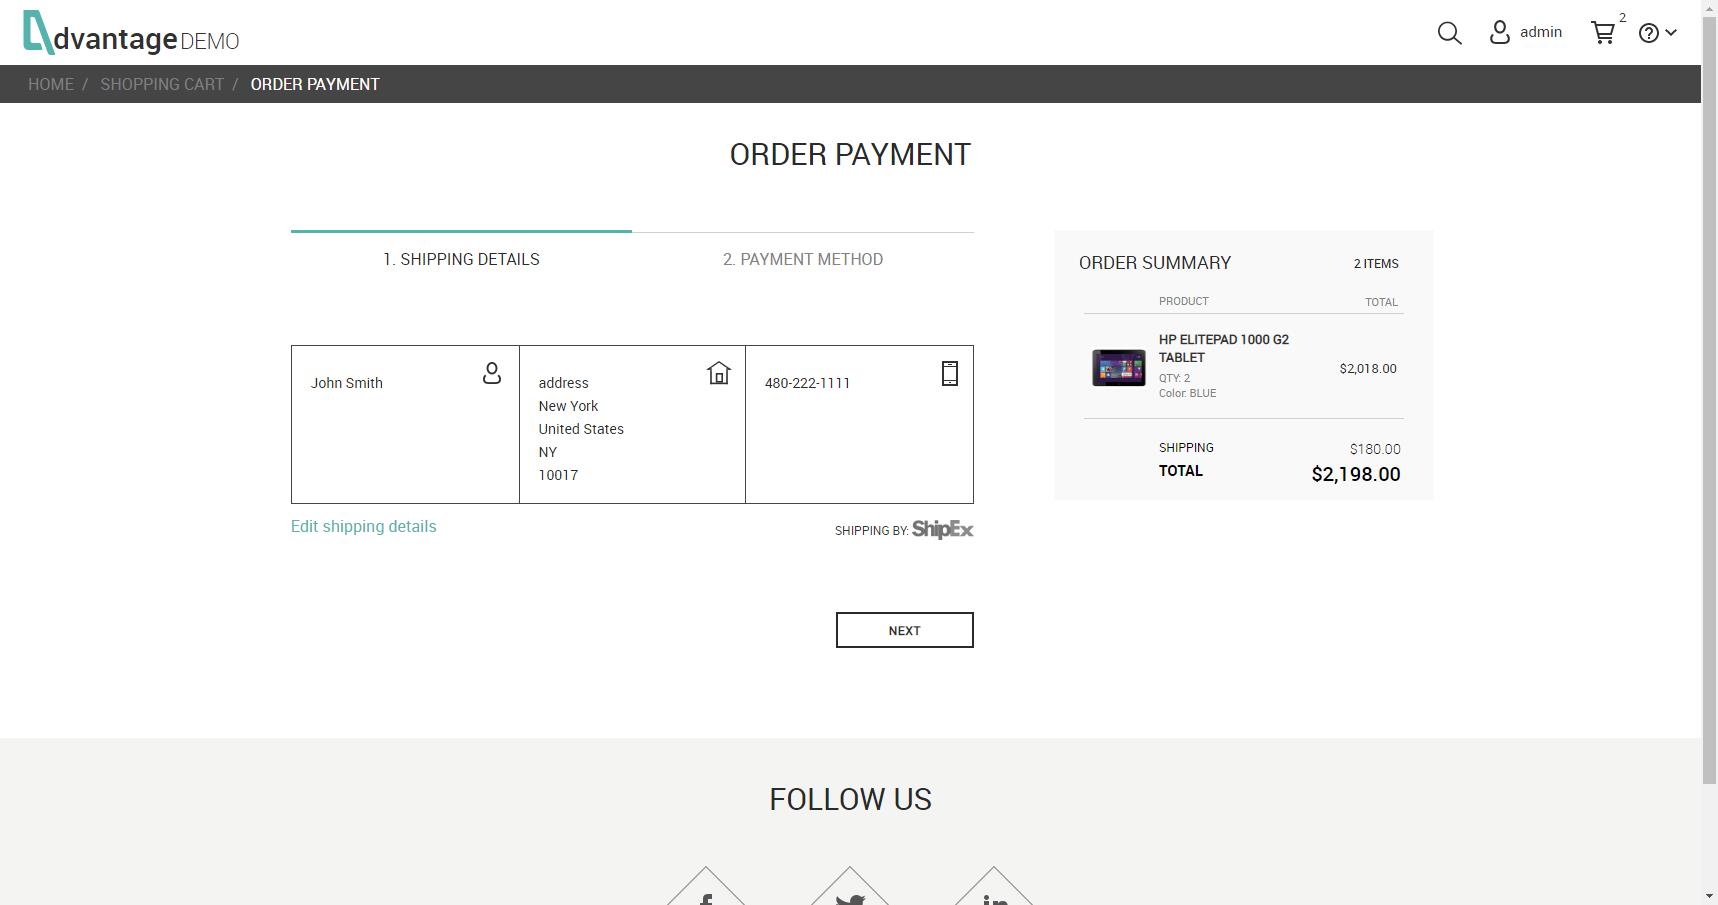 dvantage DEMO
admin
2
HOME / SHOPPING CART / ORDER PAYMENT
ORDER PAYMENT
1. SHIPPING DETAILS
2. PAYMENT METHOD
John Smith
address
New York
United States
NY
10017
480-222-1111
Edit shipping details
SHIPPING BY: ShipEx
NEXT
ORDER SUMMARY
2 ITEMS
PRODUCT
TOTAL
HP ELITEPAD 1000 G2
TABLET
QTY: 2
Color: BLUE
$2,018.00
SHIPPING
$180.00
TOTAL
$2,198.00
FOLLOW US